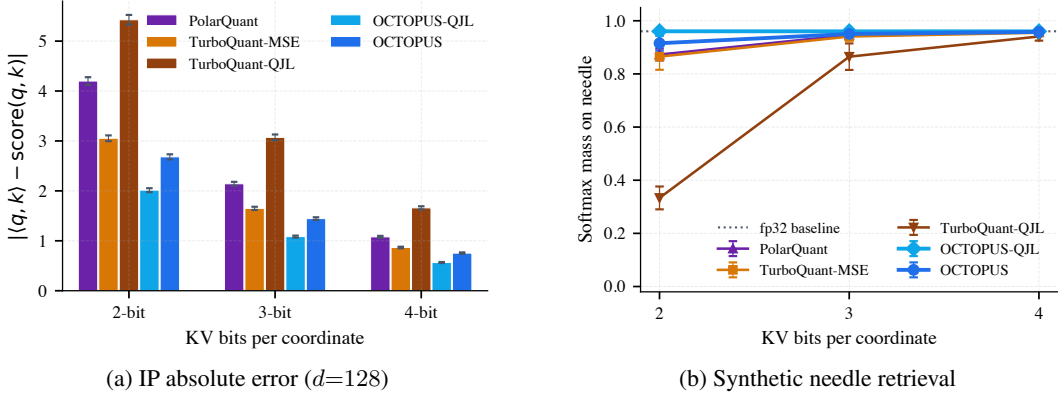 PolarQuant
TurboQuant-MSE
TurboQuant-QJL
OCTOPUS-QJL
OCTOPUS
|⟨q, k⟩ − score(q, k)|
5
4
3
2
1
0
2-bit
3-bit
4-bit
KV bits per coordinate
(a) IP absolute error (d=128)
Softmax mass on needle
1.0
0.8
0.6
0.4
0.2
0.0
fp32 baseline
PolarQuant
TurboQuant-MSE
TurboQuant-QJL
OCTOPUS-QJL
OCTOPUS
2
3
4
KV bits per coordinate
(b) Synthetic needle retrieval